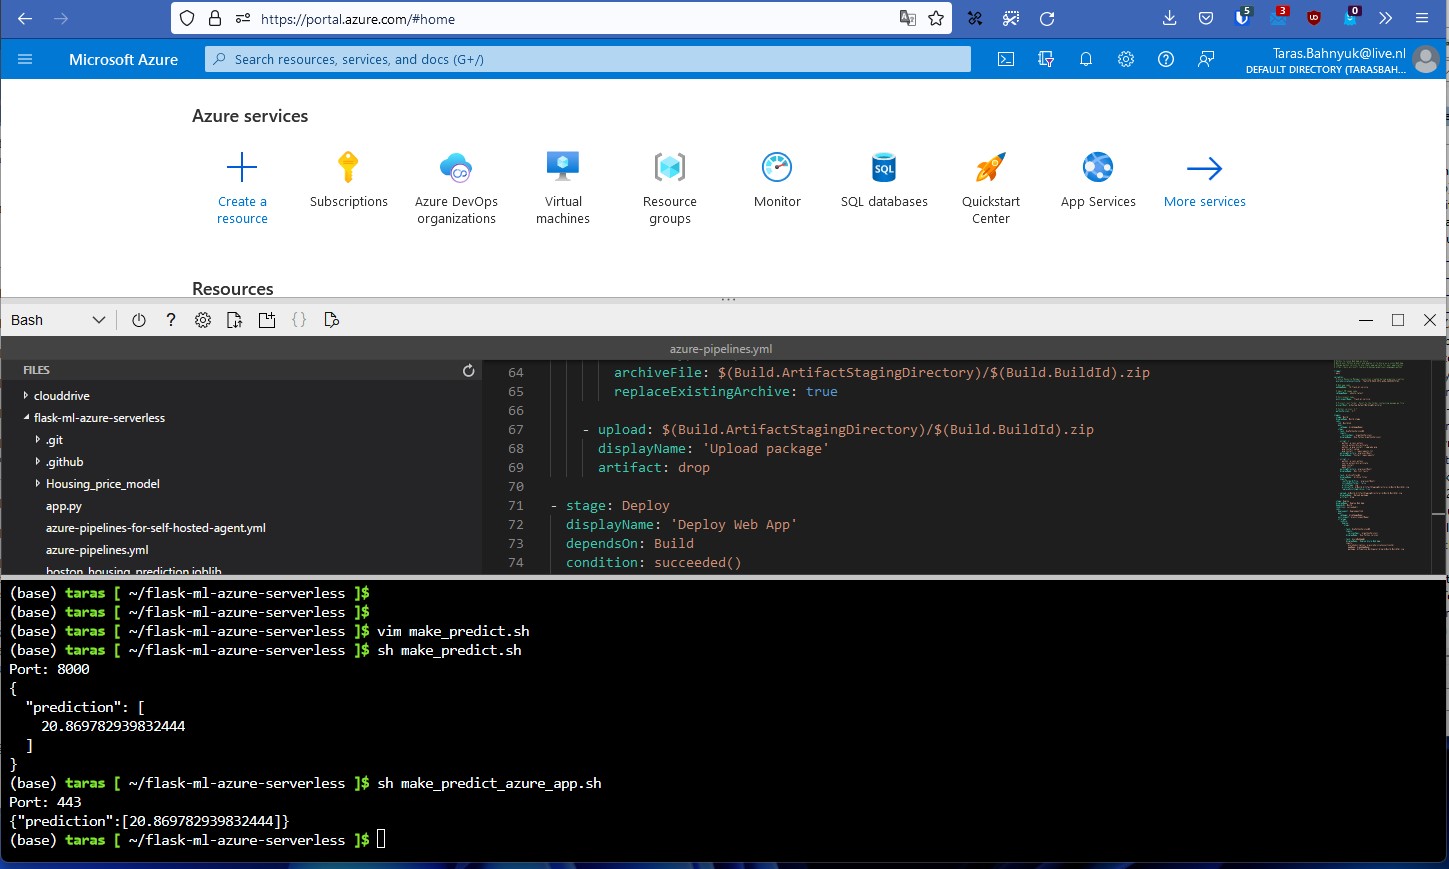 https://portal.azure.com/#home
5
3
0
Microsoft Azure
Search resources, services, and docs (G+/)
Taras.Bahnyuk@live.nl
DEFAULT DIRECTORY (TARASBAH...
Azure services
Create a resource
Subscriptions
Azure DevOps organizations
Virtual machines
Resource groups
Monitor
SQL
SQL databases
Quickstart Center
App Services
More services
Resources
Bash
azure-pipelines.yml
FILES
clouddrive
flask-ml-azure-serverless
.git
.github
Housing_price_model
app.py
azure-pipelines-for-self-hosted-agent.yml
azure-pipelines.yml
boston_housing_prediction.joblib
64 archiveFile: $(Build.ArtifactStagingDirectory)/$(Build.BuildId).zip
65 replaceExistingArchive: true
66
67 - upload: $(Build.ArtifactStagingDirectory)/$(Build.BuildId).zip
68 displayName: 'Upload package'
69 artifact: drop
70
71 - stage: Deploy
72 displayName: 'Deploy Web App'
73 dependsOn: Build
74 condition: succeeded()
(base) taras [ ~/flask-ml-azure-serverless ]$
(base) taras [ ~/flask-ml-azure-serverless ]$
(base) taras [ ~/flask-ml-azure-serverless ]$ vim make_predict.sh
(base) taras [ ~/flask-ml-azure-serverless ]$ sh make_predict.sh
Port: 8000
{
"prediction": [
20.869782939832444
]
}
(base) taras [ ~/flask-ml-azure-serverless ]$ sh make_predict_azure_app.sh
Port: 443
{"prediction":[20.869782939832444]}
(base) taras [ ~/flask-ml-azure-serverless ]$